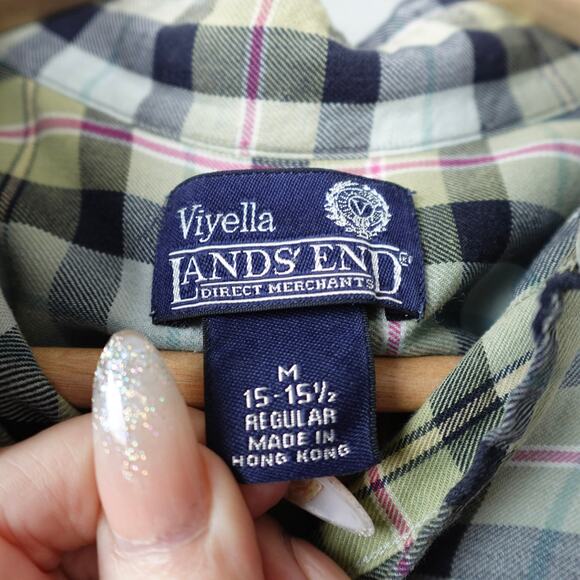 Viyella
V
LANDS' END®
DIRECT MERCHANTS
M
15-15½
REGULAR
MADE IN
HONG KONG